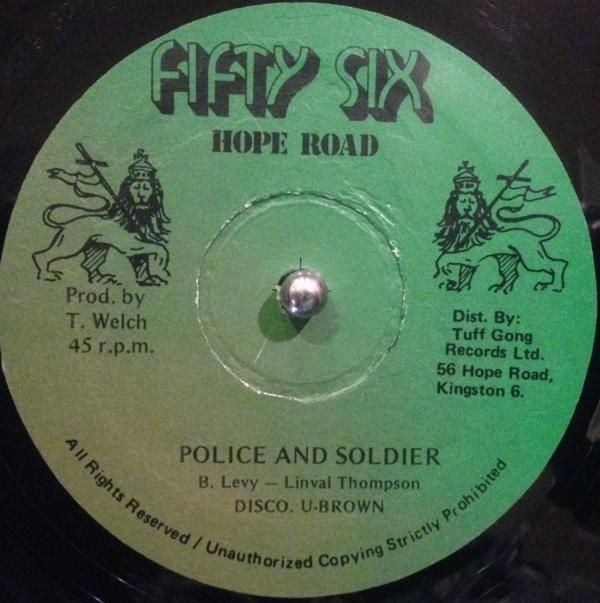 FIFTY SIX
HOPE ROAD
Prod. by
T. Welch
45 r.p.m.
Dist. By:
Tuff Gong
Records Ltd.
56 Hope Road,
Kingston 6.
POLICE AND SOLDIER
B. Levy — Linval Thompson
DISCO. U-BROWN
All Rights Reserved / Unauthorized Copying Strictly Prohibited